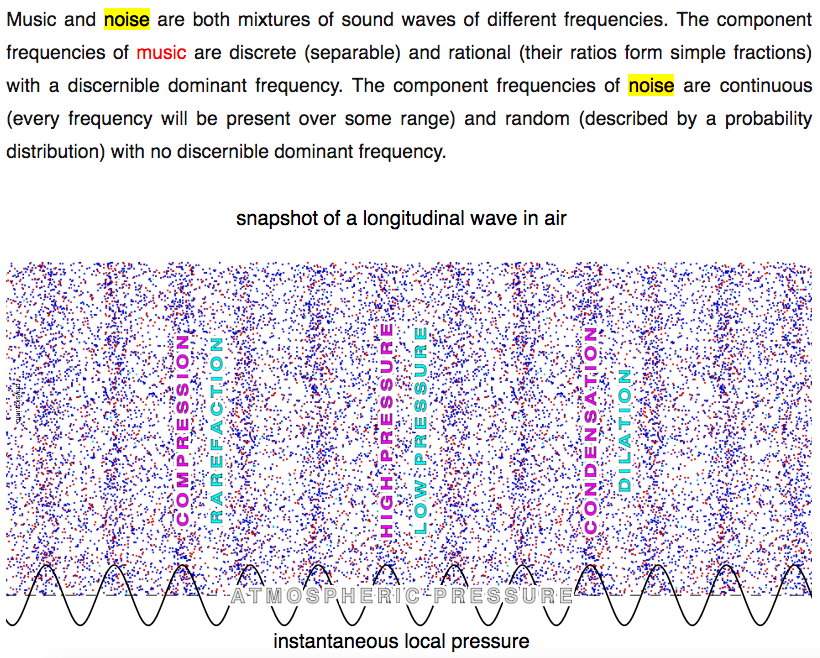 Music and noise are both mixtures of sound waves of different frequencies. The component
frequencies of music are discrete (separable) and rational (their ratios form simple fractions)
with a discernible dominant frequency. The component frequencies of noise are continuous
(every frequency will be present over some range) and random (described by a probability
distribution) with no discernible dominant frequency.
snapshot of a longitudinal wave in air
COMPRESSION
RAREFACTION
HIGH PRESSURE
LOW PRESSURE
CONDENSATION
DILATION
ATMOSPHERIC PRESSURE
instantaneous local pressure